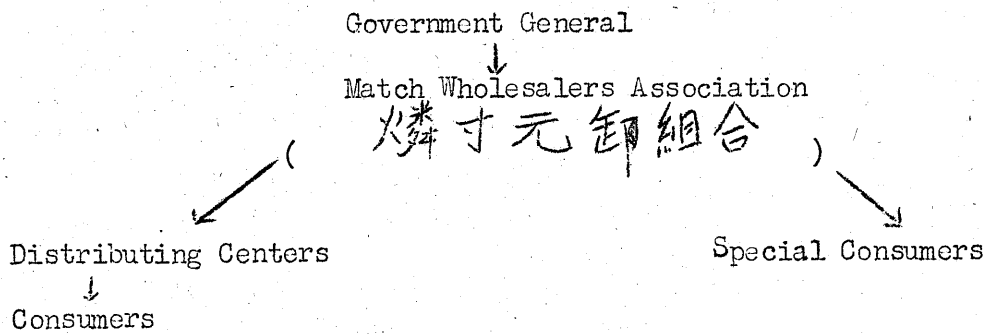 Government General
↓
Match Wholesalers Association
( 燐寸元卸組合 )
Distributing Centers
Special Consumers
↓
Consumers